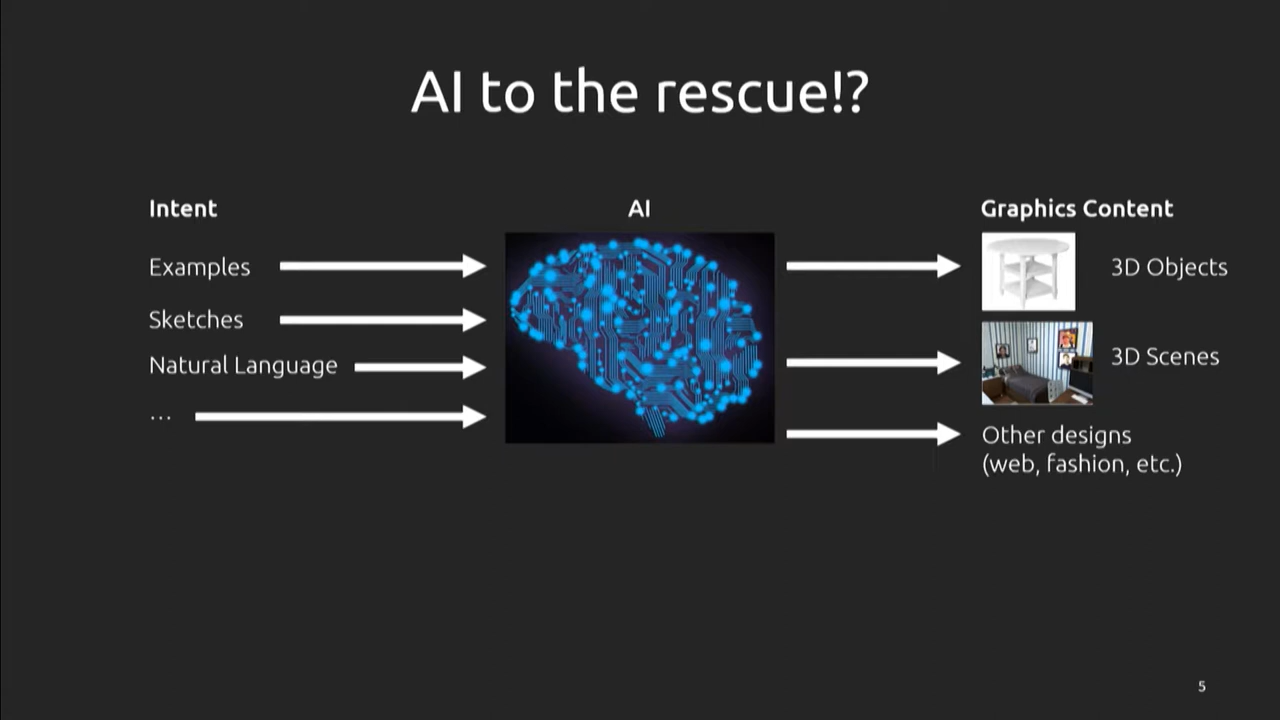 AI to the rescue!?
Intent
AI
Graphics Content
Examples
3D Objects
Sketches
Natural Language
3D Scenes
...
Other designs
(web, fashion, etc.)
5